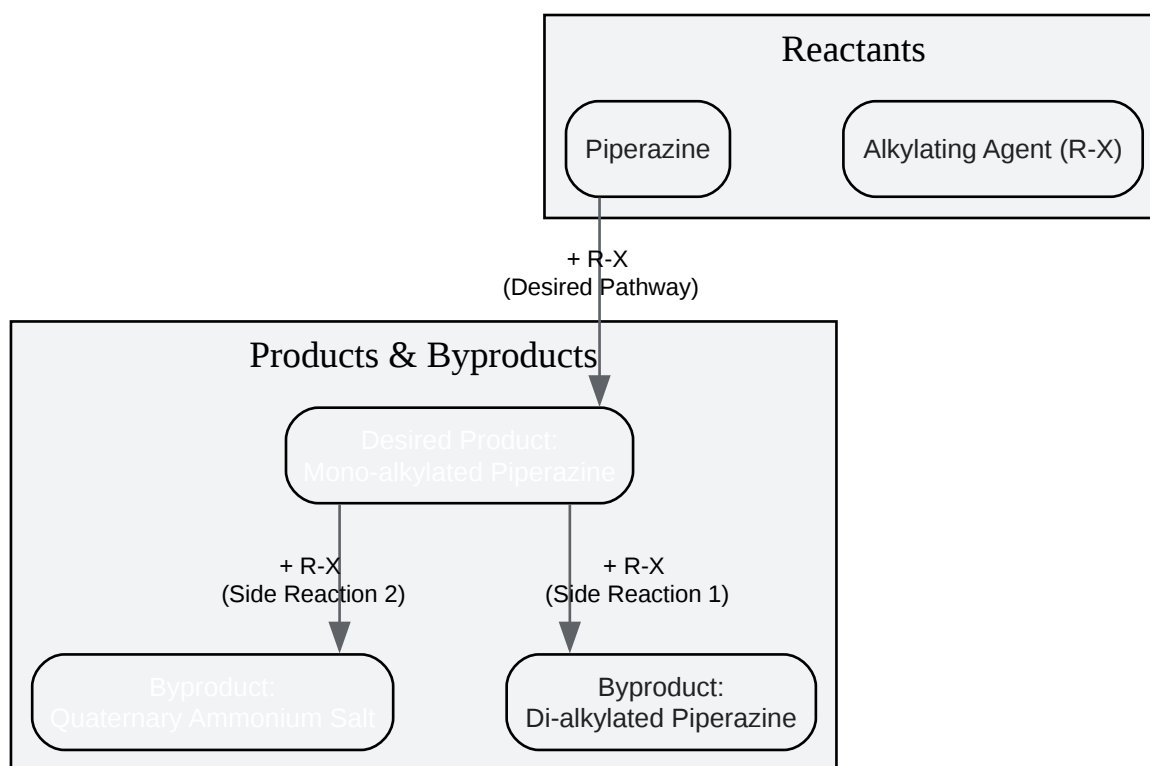 Reactants
Piperazine
Alkylating Agent (R-X)
+ R-X
(Desired Pathway)
Products & Byproducts
Desired Product:
Mono-alkylated Piperazine
+ R-X
(Side Reaction 2)
+ R-X
(Side Reaction 1)
Byproduct:
Quaternary Ammonium Salt
Byproduct:
Di-alkylated Piperazine